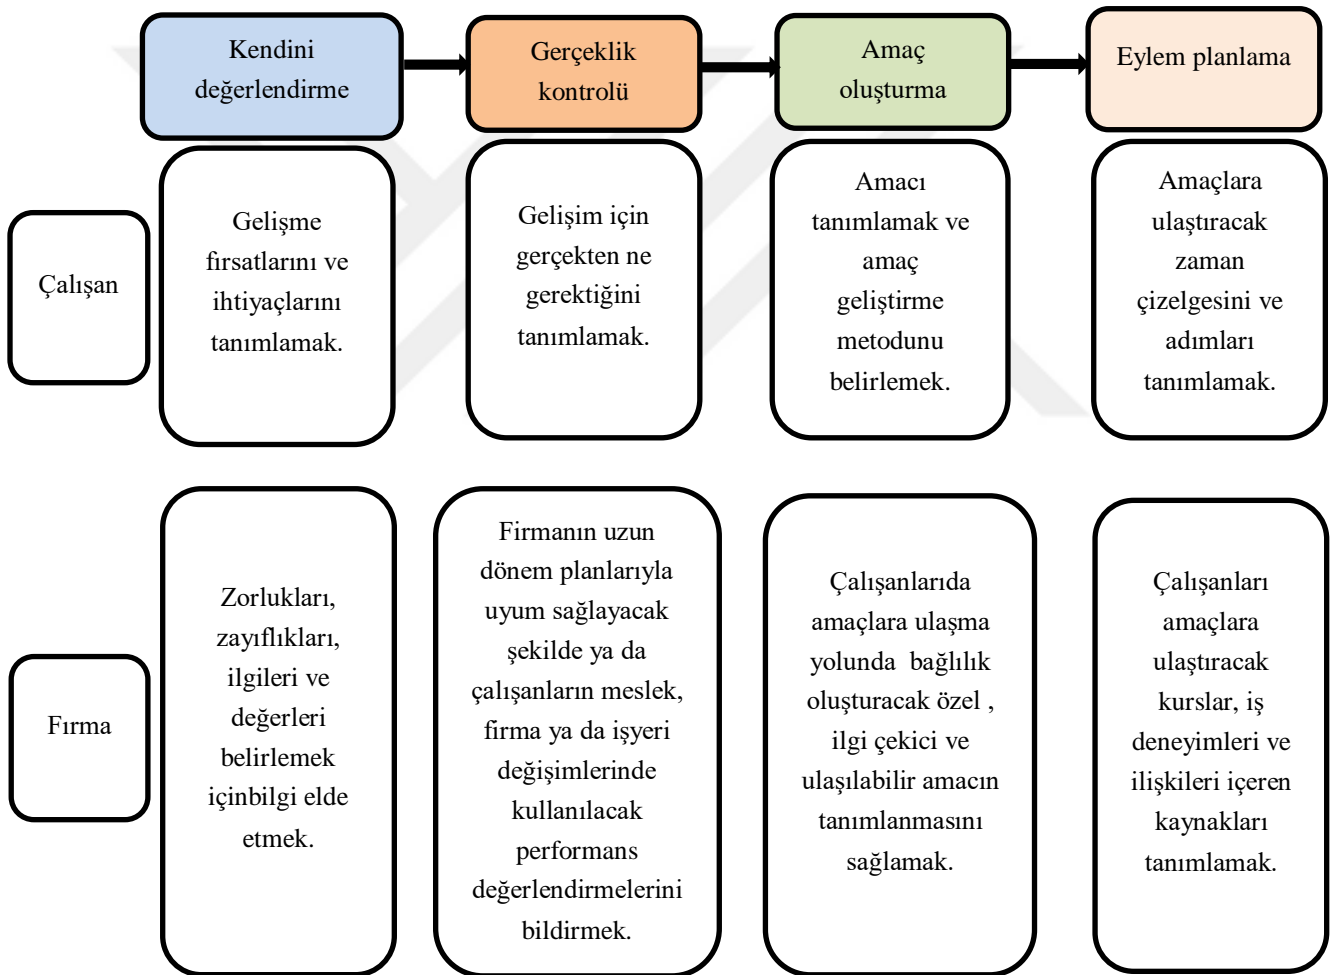 Kendini
değerlendirme
Gerçeklik
kontrolü
Amaç
oluşturma
Eylem planlama
Çalışan
Gelişme
fırsatlarını ve
ihtiyaçlarını
tanımlamak.
Gelişim için
gerçekten ne
gerektiğini
tanımlamak.
Amacı
tanımlamak ve
amaç
geliştirme
metodunu
belirlemek.
Amaçlara
ulaştıracak
zaman
çizelgesini ve
adımları
tanımlamak.
Fırma
Zorlukları,
zayıflıkları,
ilgileri ve
değerleri
belirlemek
içinbilgi elde
etmek.
Firmanın uzun
dönem planlarıyla
uyum sağlayacak
şekilde ya da
çalışanların meslek,
firma ya da işyeri
değişimlerinde
kullanılacak
performans
değerlendirmelerini
bildirmek.
Çalışanlarıda
amaçlara ulaşma
yolunda  bağlılık
oluşturacak özel ,
ilgi çekici ve
ulaşılabilir amacın
tanımlanmasını
sağlamak.
Çalışanları
amaçlara
ulaştıracak
kurslar, iş
deneyimleri ve
ilişkileri içeren
kaynakları
tanımlamak.